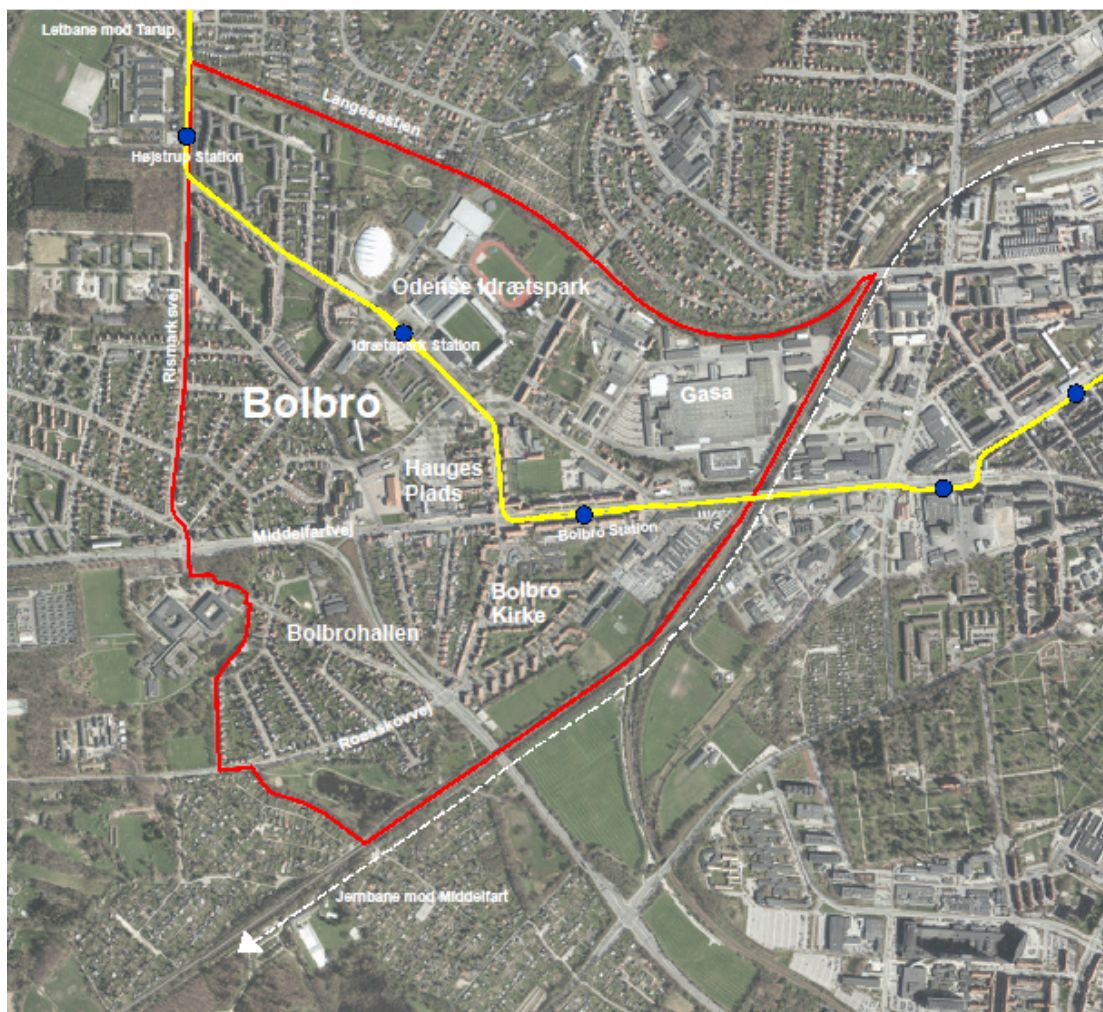 Letbane mod Tarup
Langesøstien
Højstrup Station
Odense Idrætspark
Idrætspark Station
Rismarksvej
Bolbro
Gasa
Hauges
Plads
Middelfartvej
Bolbro Station
Bolbro
Kirke
Bolbrohallen
Roesskovvej
Jernbane mod Middelfart